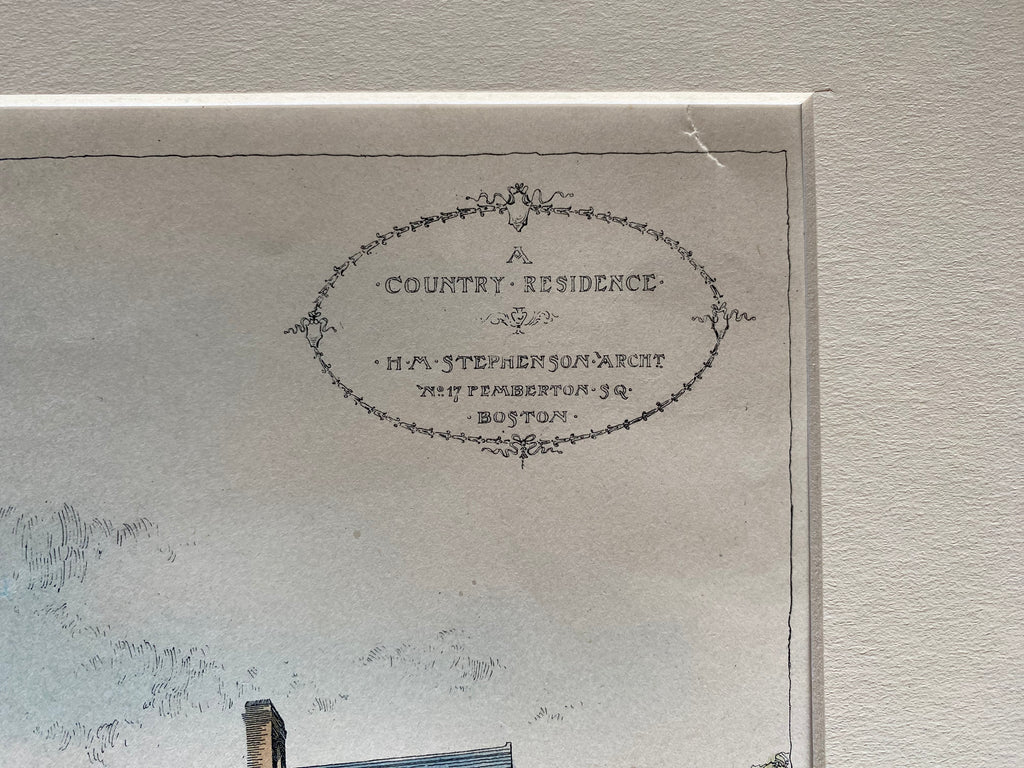 A
·COUNTRY·RESIDENCE·
·H·M·STEPHENSON·ARCHT
No. 17 PEMBERTON·SQ·
·BOSTON·